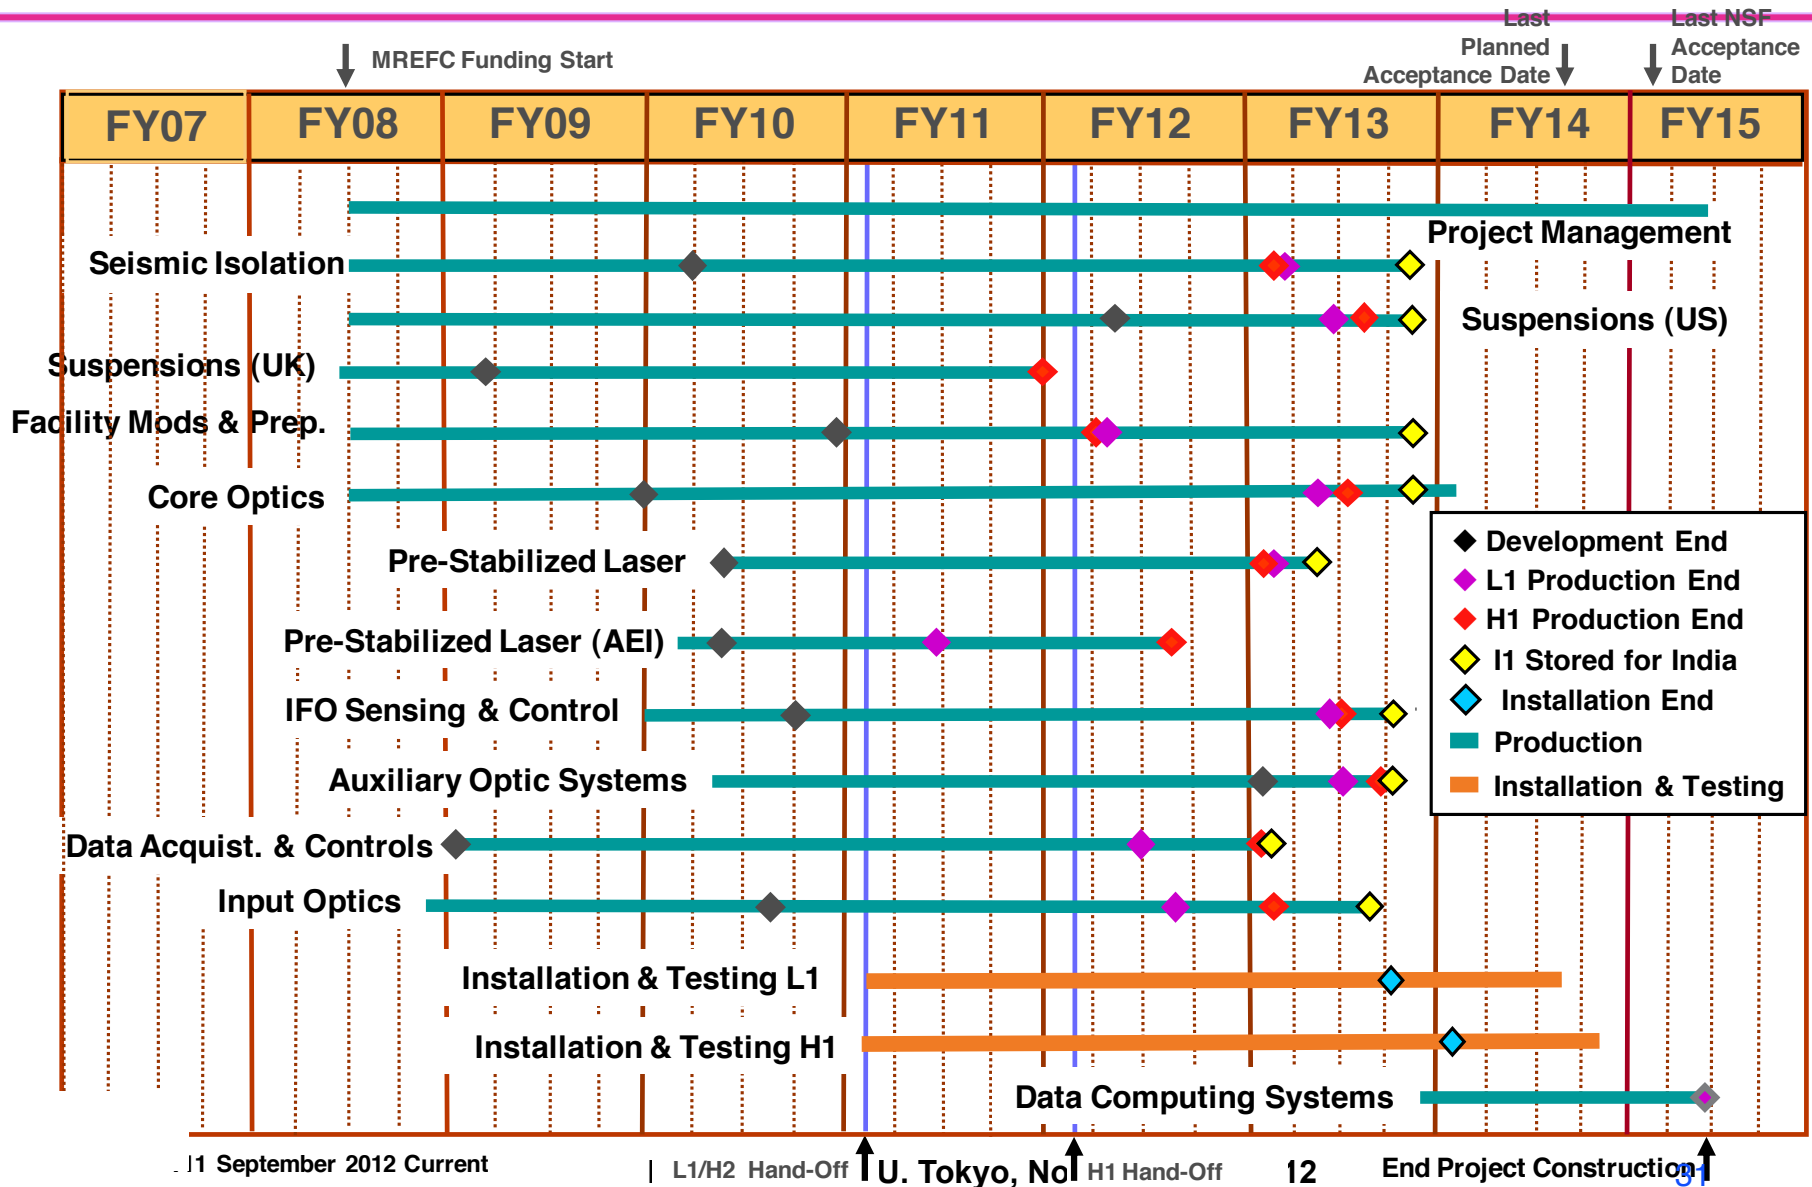 Last
Planned
Acceptance Date
Last NSF
Acceptance
Date
MREFC Funding Start
FY07 FY08 FY09 FY10 FY11 FY12 FY13 FY14 FY15
Project Management
Seismic Isolation
Suspensions (US)
Suspensions (UK)
Facility Mods & Prep.
Core Optics
Pre-Stabilized Laser
Pre-Stabilized Laser (AEI)
IFO Sensing & Control
Auxiliary Optic Systems
Data Acquist. & Controls
Input Optics
Installation & Testing L1
Installation & Testing H1
Data Computing Systems
Development End
L1 Production End
H1 Production End
I1 Stored for India
Installation End
Production
Installation & Testing
September 2012 Current
L1/H2 Hand-Off
U. Tokyo, No
H1 Hand-Off
12
End Project Construction
31